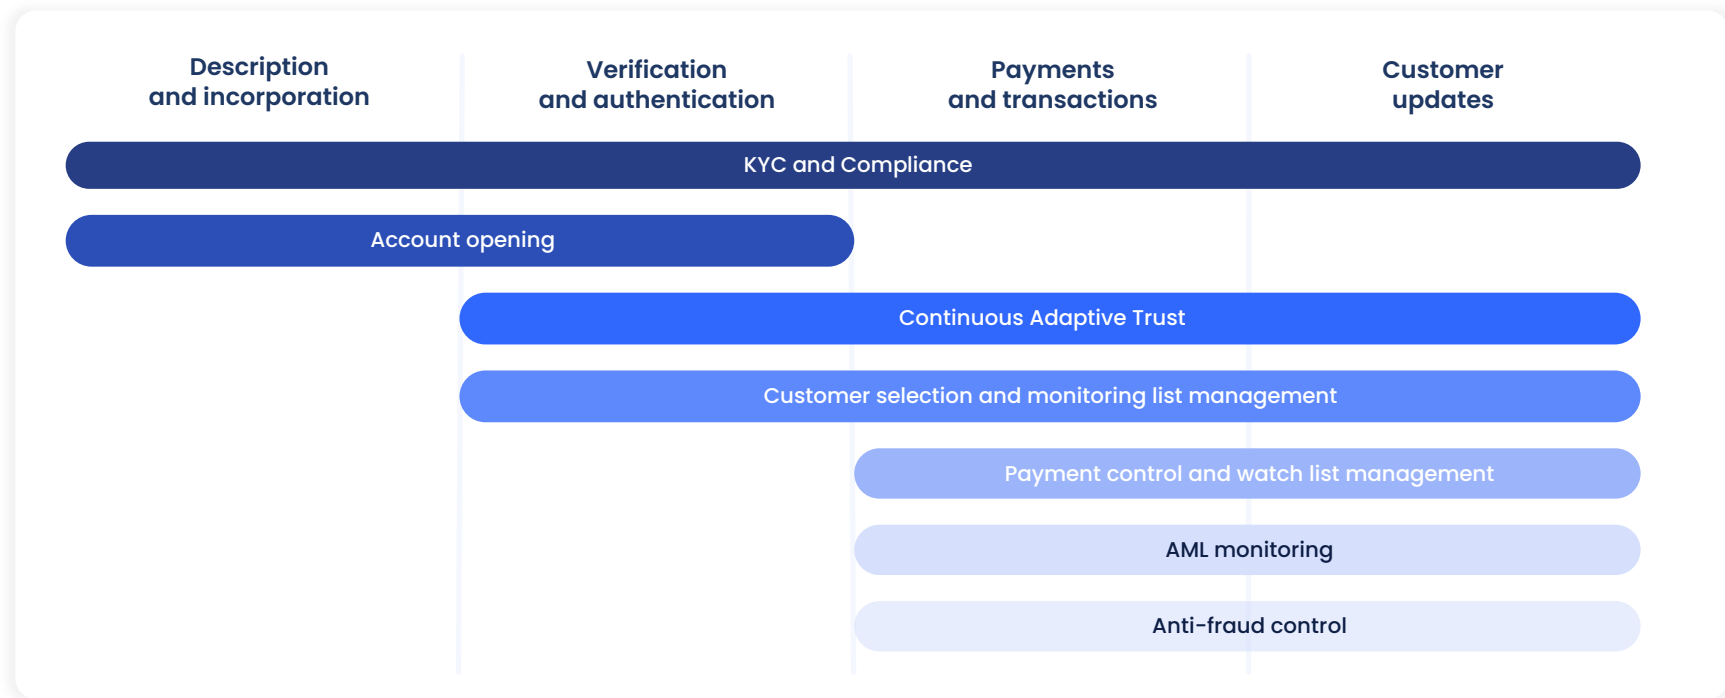 Description
and incorporation
Verification
and authentication
Payments
and transactions
Customer
updates
KYC and Compliance
Account opening
Continuous Adaptive Trust
Customer selection and monitoring list management
Payment control and watch list management
AML monitoring
Anti-fraud control